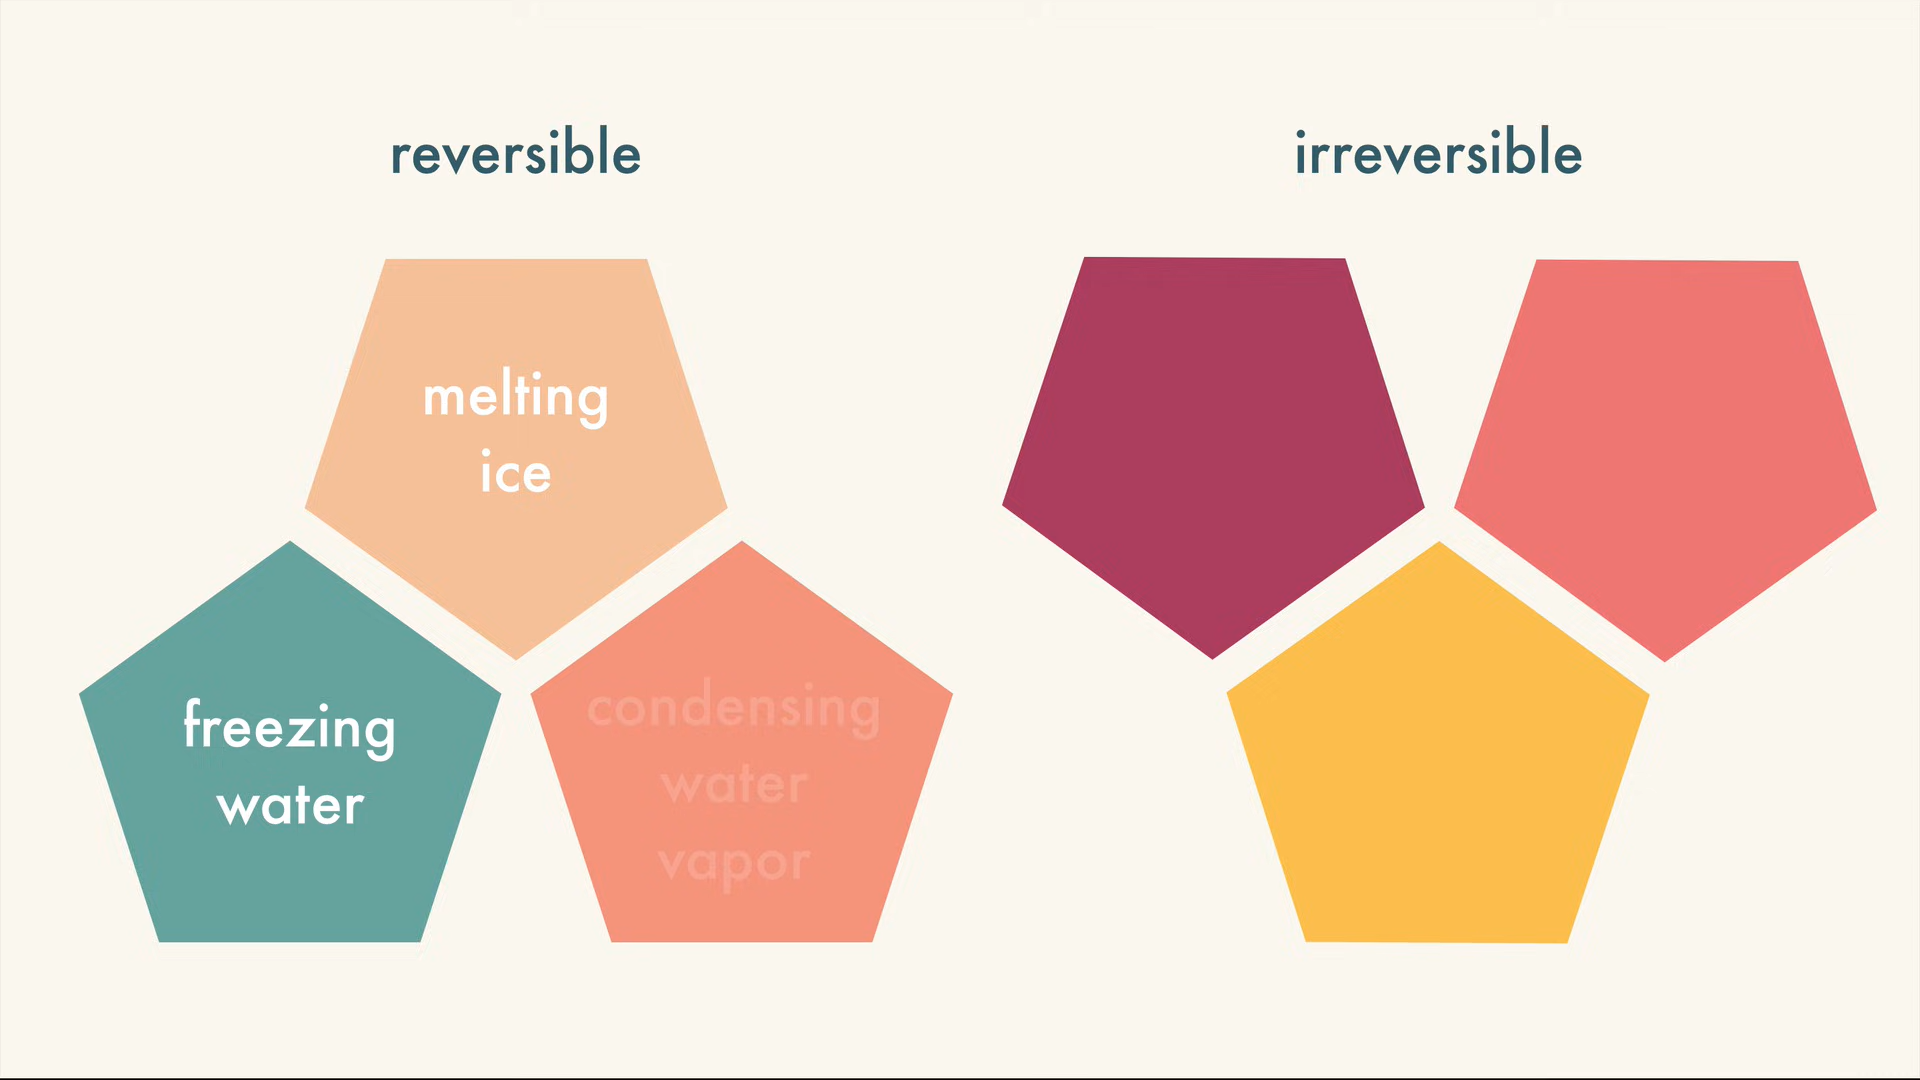 reversible
irreversible
melting
ice
freezing
water
condensing
water
vapor